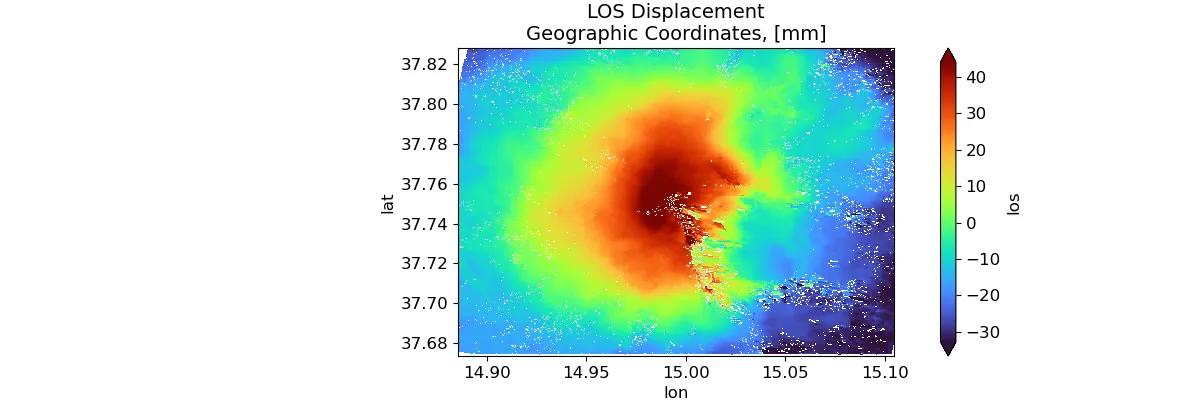 LOS Displacement
Geographic Coordinates, [mm]
37.82
37.80
37.78
37.76
37.74
37.72
37.70
37.68
lat
14.90 14.95 15.00 15.05 15.10
lon
40
30
20
10
0
−10
−20
−30
los